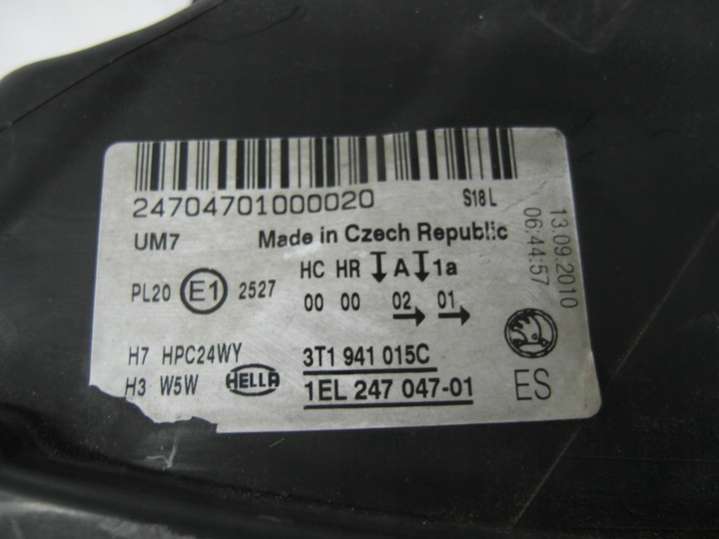 24704701000020 S18 L
UM7 Made in Czech Republic
HC HR A 1a
PL20 E1 2527
00 00 02 01
H7 HPC24WY 3T1 941 015C
H3 W5W HELLA 1EL 247 047-01
ES
13.09.2010
06:44:57